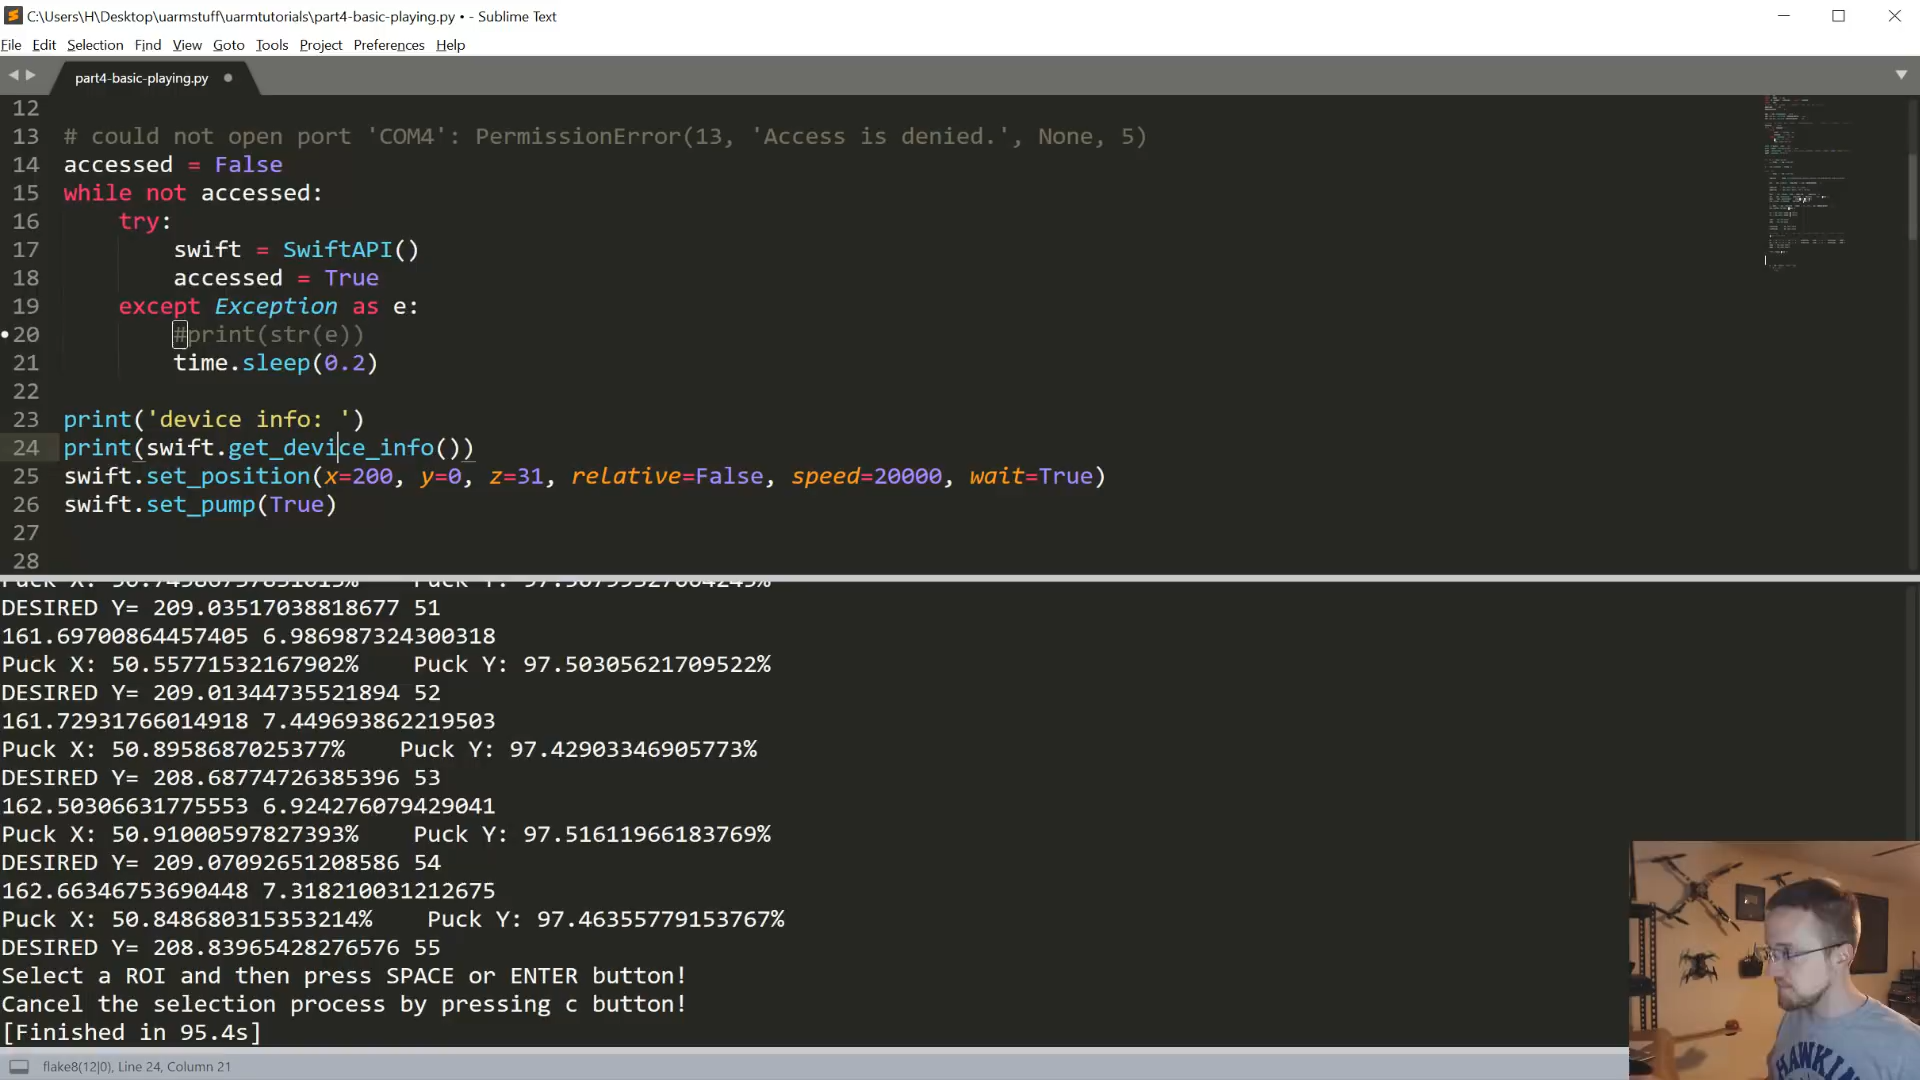 C:\Users\H\Desktop\uarmstuff\uarmtutorials\part4-basic-playing.py • - Sublime Text
File Edit Selection Find View Goto Tools Project Preferences Help
part4-basic-playing.py
12
13 # could not open port 'COM4': PermissionError(13, 'Access is denied.', None, 5)
14 accessed = False
15 while not accessed:
16 try:
17 swift = SwiftAPI()
18 accessed = True
19 except Exception as e:
20 #print(str(e))
21 time.sleep(0.2)
22
23 print('device info: ')
24 print(swift.get_device_info())
25 swift.set_position(x=200, y=0, z=31, relative=False, speed=20000, wait=True)
26 swift.set_pump(True)
27
28
DESIRED Y= 209.03517038818677 51
161.69700864457405 6.986987324300318
Puck X: 50.55771532167902% Puck Y: 97.50305621709522%
DESIRED Y= 209.01344735521894 52
161.72931766014918 7.449693862219503
Puck X: 50.8958687025377% Puck Y: 97.42903346905773%
DESIRED Y= 208.68774726385396 53
162.50306631775553 6.924276079429041
Puck X: 50.91000597827393% Puck Y: 97.51611966183769%
DESIRED Y= 209.07092651208586 54
162.66346753690448 7.318210031212675
Puck X: 50.848680315353214% Puck Y: 97.46355779153767%
DESIRED Y= 208.83965428276576 55
Select a ROI and then press SPACE or ENTER button!
Cancel the selection process by pressing c button!
[Finished in 95.4s]
HAWKIN
flake8(12|0), Line 24, Column 21